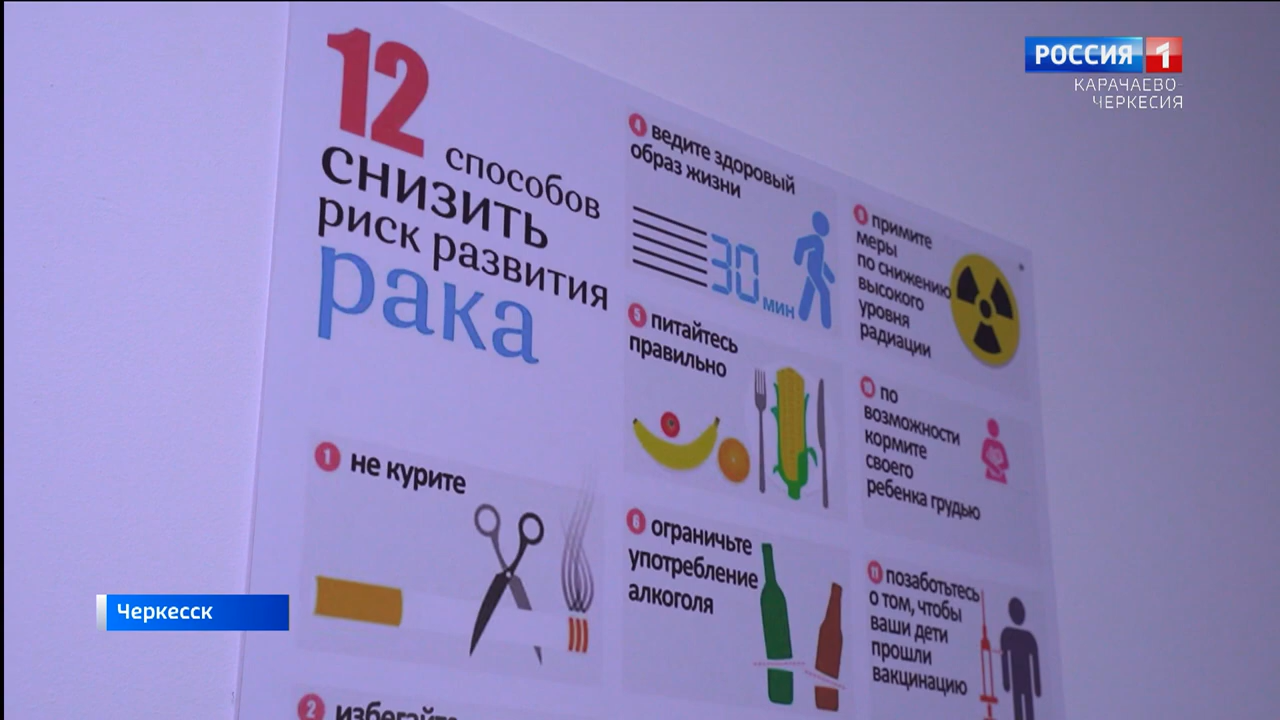 РОССИЯ 1
КАРАЧАЕВО-
ЧЕРКЕСИЯ
12
способов
снизить
риск развития
рака
1 не курите
2
4 ведите здоровый
образ жизни
30 мин
5 питайтесь
правильно
6 ограничьте
употребление
алкоголя
9 примите
меры
по снижению
высокого
уровня
радиации
10 по
возможности
кормите
своего
ребенка грудью
11 позаботьтесь
о том, чтобы
ваши дети
прошли
вакцинацию
Черкесск